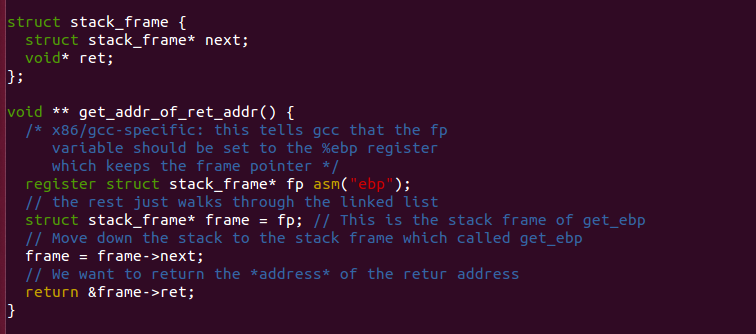 struct stack_frame {
  struct stack_frame* next;
  void* ret;
};

void ** get_addr_of_ret_addr() {
  /* x86/gcc-specific: this tells gcc that the fp
     variable should be set to the %ebp register
     which keeps the frame pointer */
  register struct stack_frame* fp asm("ebp");
  // the rest just walks through the linked list
  struct stack_frame* frame = fp; // This is the stack frame of get_ebp
  // Move down the stack to the stack frame which called get_ebp
  frame = frame->next;
  // We want to return the *address* of the retur address
  return &frame->ret;
}